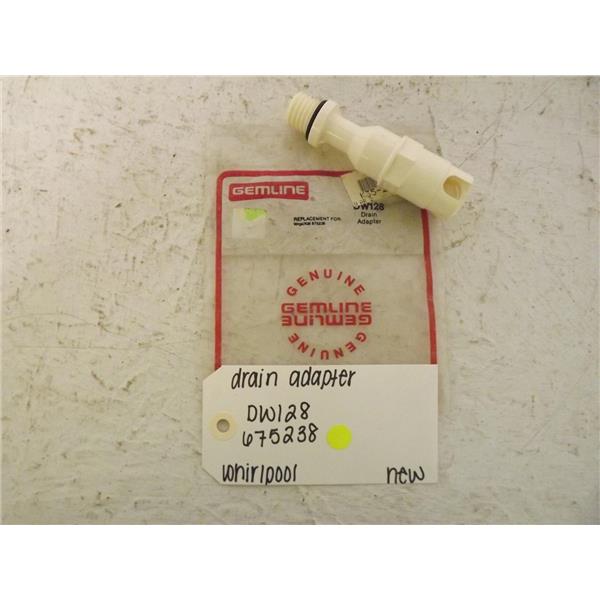 GEMLINE
REPLACEMENT FOR:
DW128
Drain
Adapter
GENUINE
GEMLINE
GEMLINE
GENUINE
drain adapter
DW128
675238
whirlpool
new